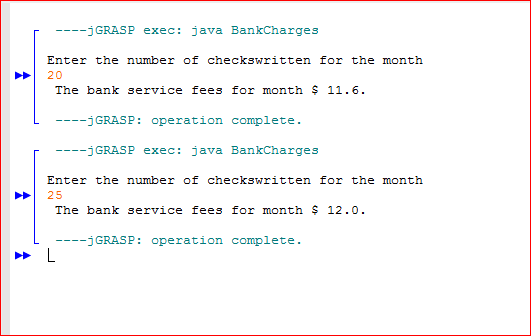 ----jGRASP exec: java BankCharges
Enter the number of checkswritten for the month
20
The bank service fees for month $ 11.6.
----jGRASP: operation complete.
----jGRASP exec: java BankCharges
Enter the number of checkswritten for the month
25
The bank service fees for month $ 12.0.
----jGRASP: operation complete.